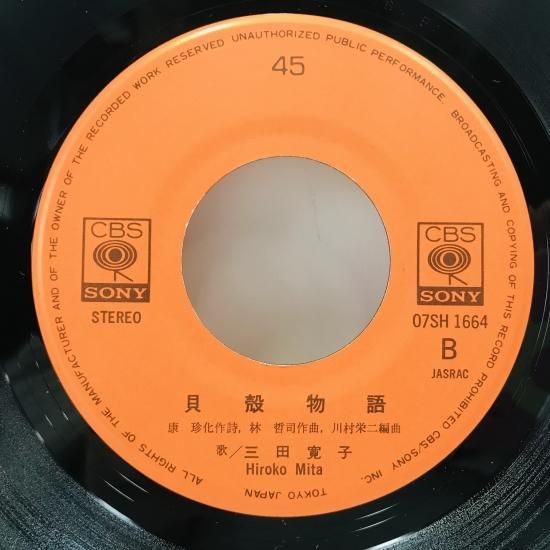 ALL RIGHTS OF THE MANUFACTURER AND OF THE OWNER OF THE RECORDED WORK RESERVED UNAUTHORIZED PUBLIC PERFORMANCE. BROADCASTING AND COPYING OF THIS RECORD PROHIBITED CBS/SONY INC. TOKYO JAPAN
45
CBS
SONY
STEREO
CBS
SONY
07SH 1664
B
JASRAC
貝殻物語
康 珍化作詩, 林 哲司作曲, 川村栄二編曲
歌／三田寛子
Hiroko Mita